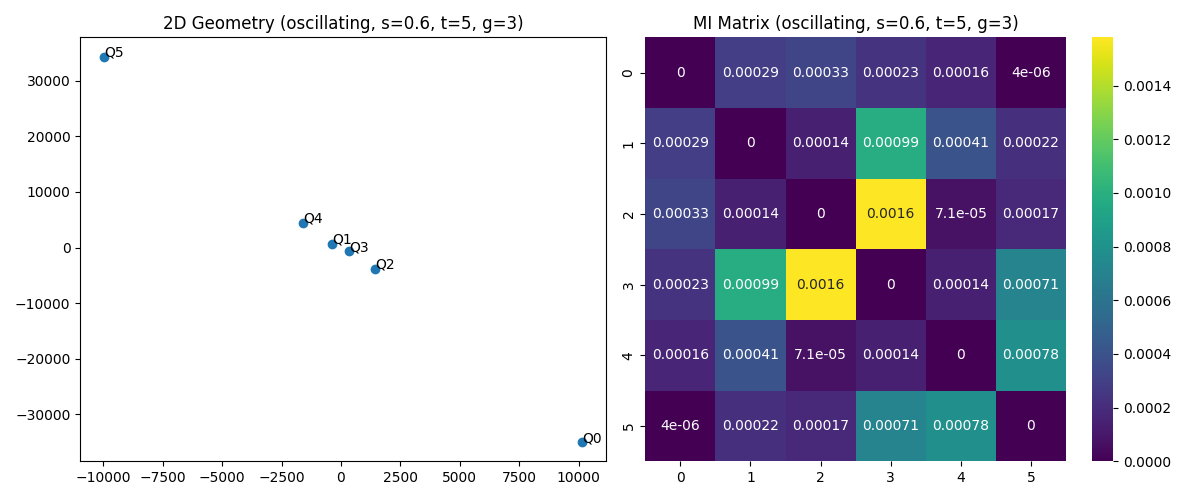 2D Geometry (oscillating, s=0.6, t=5, g=3)
Q5
30000
20000
10000
Q4
Q1
0
Q3
Q2
−10000
−20000
−30000
Q0
−10000 −7500 −5000 −2500 0 2500 5000 7500 10000
MI Matrix (oscillating, s=0.6, t=5, g=3)
0 0 0.00029 0.00033 0.00023 0.00016 4e-06
1 0.00029 0 0.00014 0.00099 0.00041 0.00022
2 0.00033 0.00014 0 0.0016 7.1e-05 0.00017
3 0.00023 0.00099 0.0016 0 0.00014 0.00071
4 0.00016 0.00041 7.1e-05 0.00014 0 0.00078
5 4e-06 0.00022 0.00017 0.00071 0.00078 0
0 1 2 3 4 5
0.0014
0.0012
0.0010
0.0008
0.0006
0.0004
0.0002
0.0000